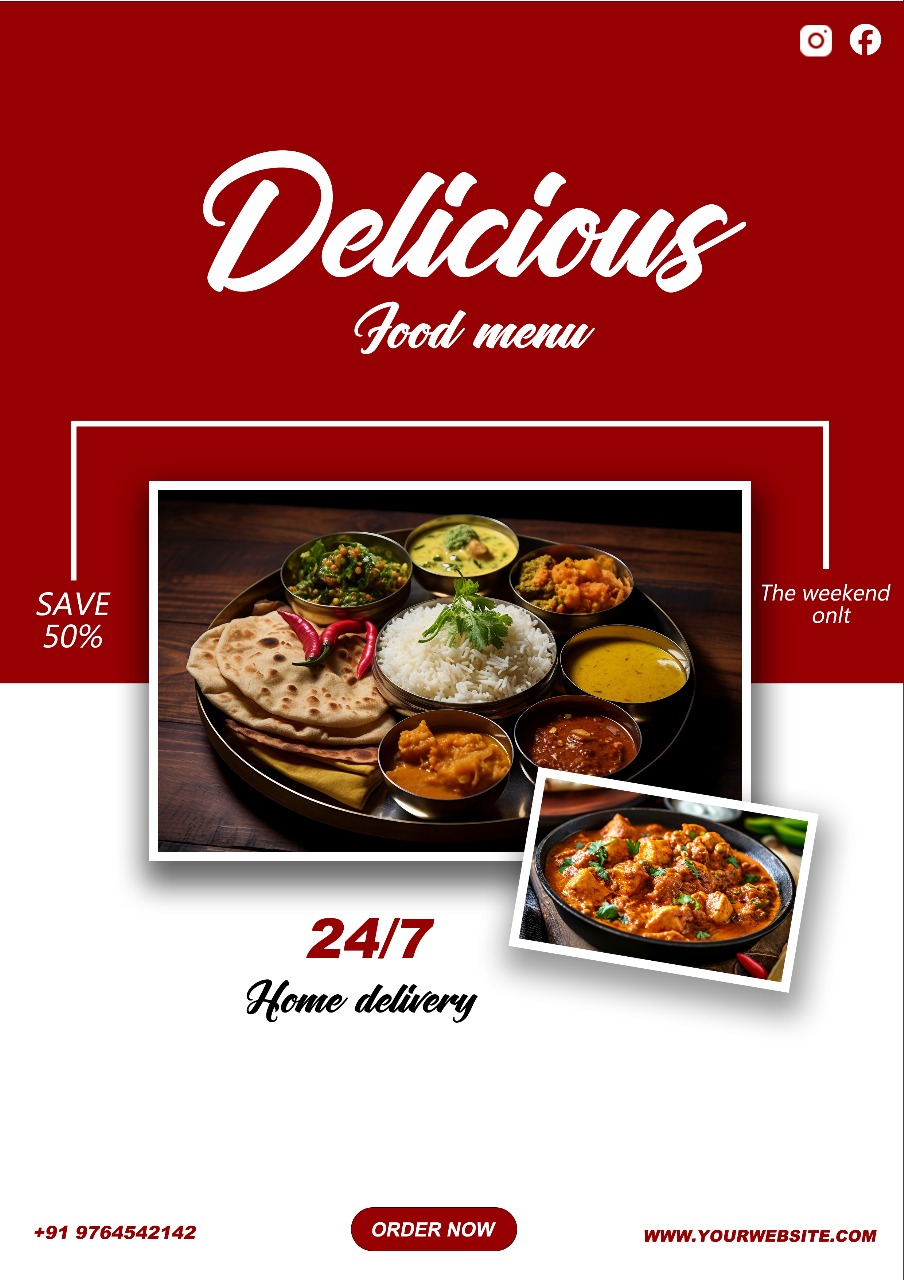 Delicious
Food menu
SAVE
50%
The weekend
onlt
24/7
Home delivery
+91 9764542142
ORDER NOW
WWW.YOURWEBSITE.COM